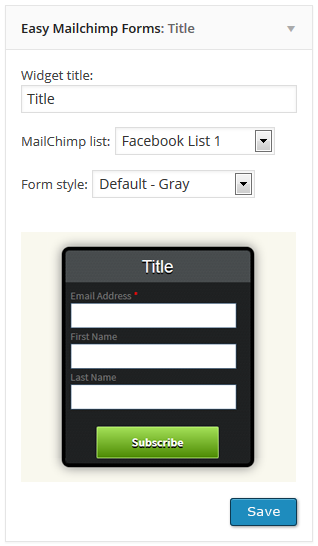 Easy Mailchimp Forms: Title
Widget title:
Title
MailChimp list: Facebook List 1
Form style: Default - Gray
Title
Email Address *
First Name
Last Name
Subscribe
Save